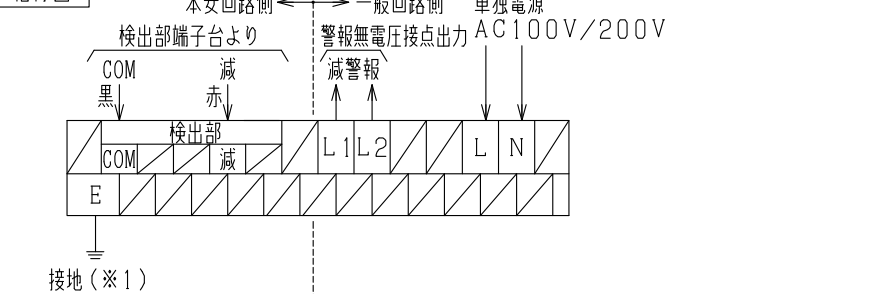 本安回路側 一般回路側 単独電源
検出部端子台より 警報無電圧接点出力 AC100V/200V
COM 減 減警報
黒 赤
検出部
COM 減 L1 L2 L N
E
接地(※1)